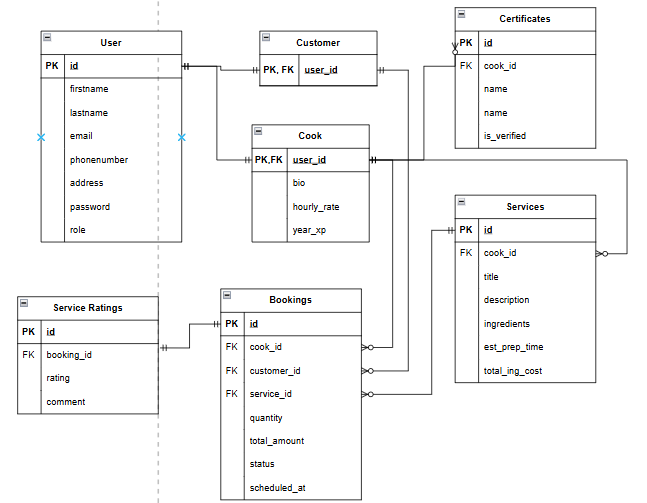 User
PK id
firstname
lastname
email
phonenumber
address
password
role
Customer
PK, FK user_id
Cook
PK,FK user_id
bio
hourly_rate
year_xp
Certificates
PK id
FK cook_id
name
name
is_verified
Services
PK id
FK cook_id
title
description
ingredients
est_prep_time
total_ing_cost
Service Ratings
PK id
FK booking_id
rating
comment
Bookings
PK id
FK cook_id
FK customer_id
FK service_id
quantity
total_amount
status
scheduled_at